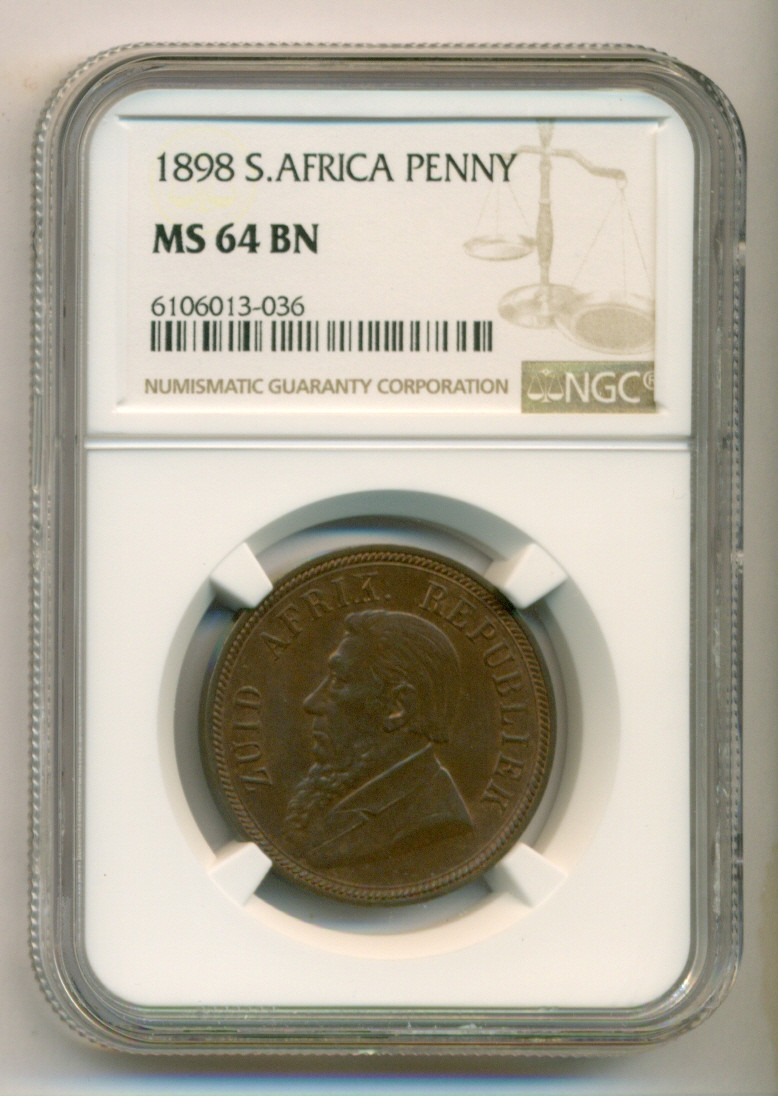 1898 S.AFRICA PENNY
MS 64 BN
6106013-036
NUMISMATIC GUARANTY CORPORATION
NGC®
ZUID AFRIK. REPUBLIEK